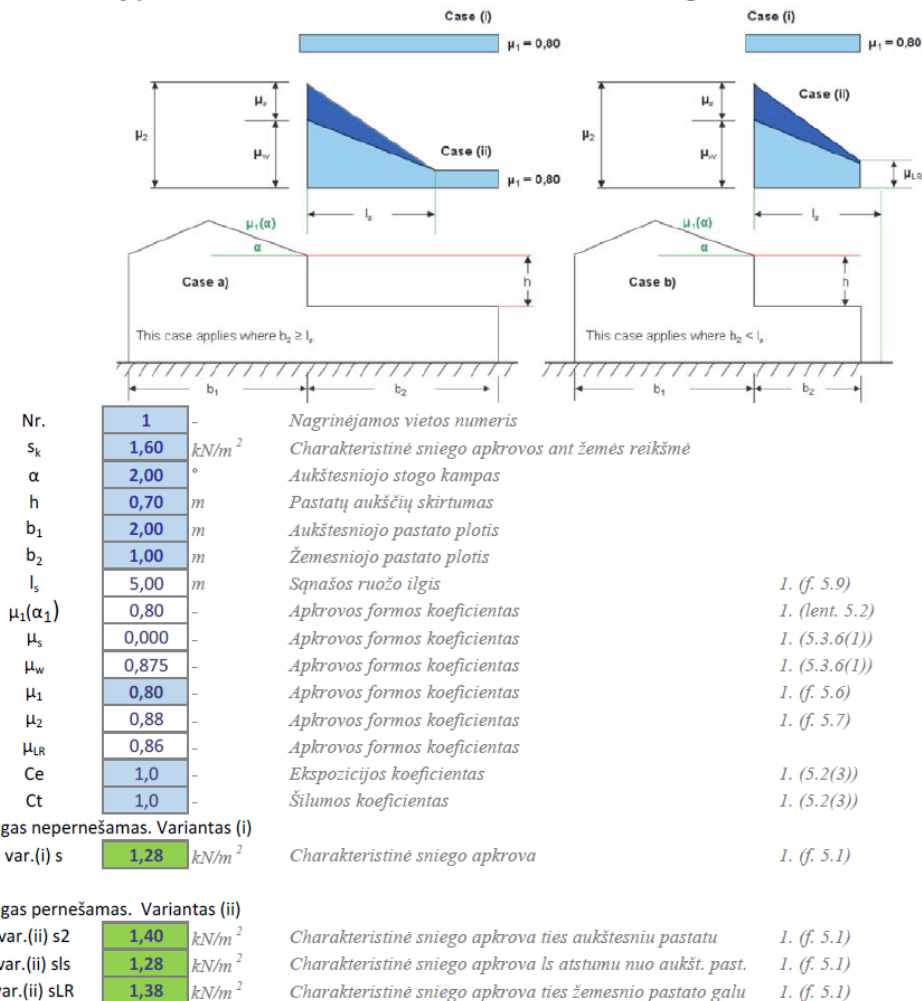 Case (i)
μ₁ = 0,80
μₛ
μ₂
μw
Case (ii)
μ₁ = 0,80
lₛ
μ₁(α)
α
Case a)
h
This case applies where b₂ ≥ lₛ
b₁
b₂
Case (i)
μ₁ = 0,80
Case (ii)
μₛ
μ₂
μw
μLR
lₛ
μ₁(α)
α
Case b)
h
This case applies where b₂ < lₛ
b₁
b₂
Nr. 1 - Nagrinėjamos vietos numeris
sₖ 1,60 kN/m² Charakteristinė sniego apkrovos ant žemės reikšmė
α 2,00 ° Aukštesniojo stogo kampas
h 0,70 m Pastatų aukščių skirtumas
b₁ 2,00 m Aukštesniojo pastato plotis
b₂ 1,00 m Žemesniojo pastato plotis
lₛ 5,00 m Sąnašos ruožo ilgis 1. (f. 5.9)
μ₁(α₁) 0,80 - Apkrovos formos koeficientas 1. (lent. 5.2)
μₛ 0,000 - Apkrovos formos koeficientas 1. (5.3.6(1))
μw 0,875 - Apkrovos formos koeficientas 1. (5.3.6(1))
μ₁ 0,80 - Apkrovos formos koeficientas 1. (f. 5.6)
μ₂ 0,88 - Apkrovos formos koeficientas 1. (f. 5.7)
μLR 0,86 - Apkrovos formos koeficientas
Ce 1,0 - Ekspozicijos koeficientas 1. (5.2(3))
Ct 1,0 - Šilumos koeficientas 1. (5.2(3))
gas nepernešamas. Variantas (i)
var.(i) s 1,28 kN/m² Charakteristinė sniego apkrova 1. (f. 5.1)
gas pernešamas. Variantas (ii)
var.(ii) s2 1,40 kN/m² Charakteristinė sniego apkrova ties aukštesniu pastatu 1. (f. 5.1)
var.(ii) sls 1,28 kN/m² Charakteristinė sniego apkrova ls atstumu nuo aukšt. past. 1. (f. 5.1)
var.(ii) sLR 1,38 kN/m² Charakteristinė sniego apkrova ties žemesnio pastato galu 1. (f. 5.1)